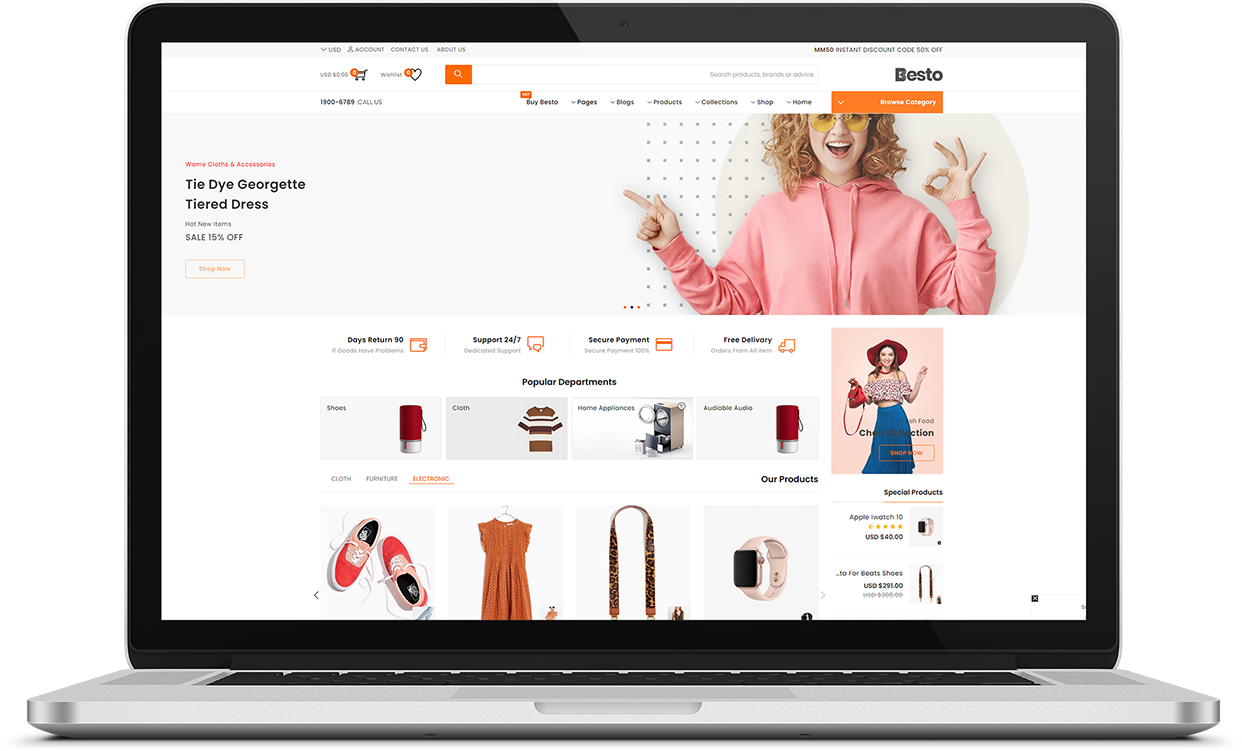 USD ACCOUNT CONTACT US ABOUT US
MM50 INSTANT DISCOUNT CODE 50% OFF
USD $0.00 0 Wishlist 0
Search products, brands or advice
Besto
1900-6789 :CALL US
HOT
Buy Besto Pages Blogs Products Collections Shop Home
Browse Category
Wome Cloths & Accessories
Tie Dye Georgette
Tiered Dress
Hot New Items
SALE 15% OFF
Shop Now
Days Return 90
If Goods Have Problems
Support 24/7
Dedicated Support
Secure Payment
Secure Payment 100%
Free Delivary
Orders From All Item
Popular Departments
Shoes
Cloth
Home Appliances
Audiable Audio
CLOTH FURNITURE ELECTRONIC
Our Products
sh Food
Collection
SHOP NOW
Special Products
Apple Iwatch 10
USD $40.00
...ta For Beats Shoes
USD $291.00
USD $305.00